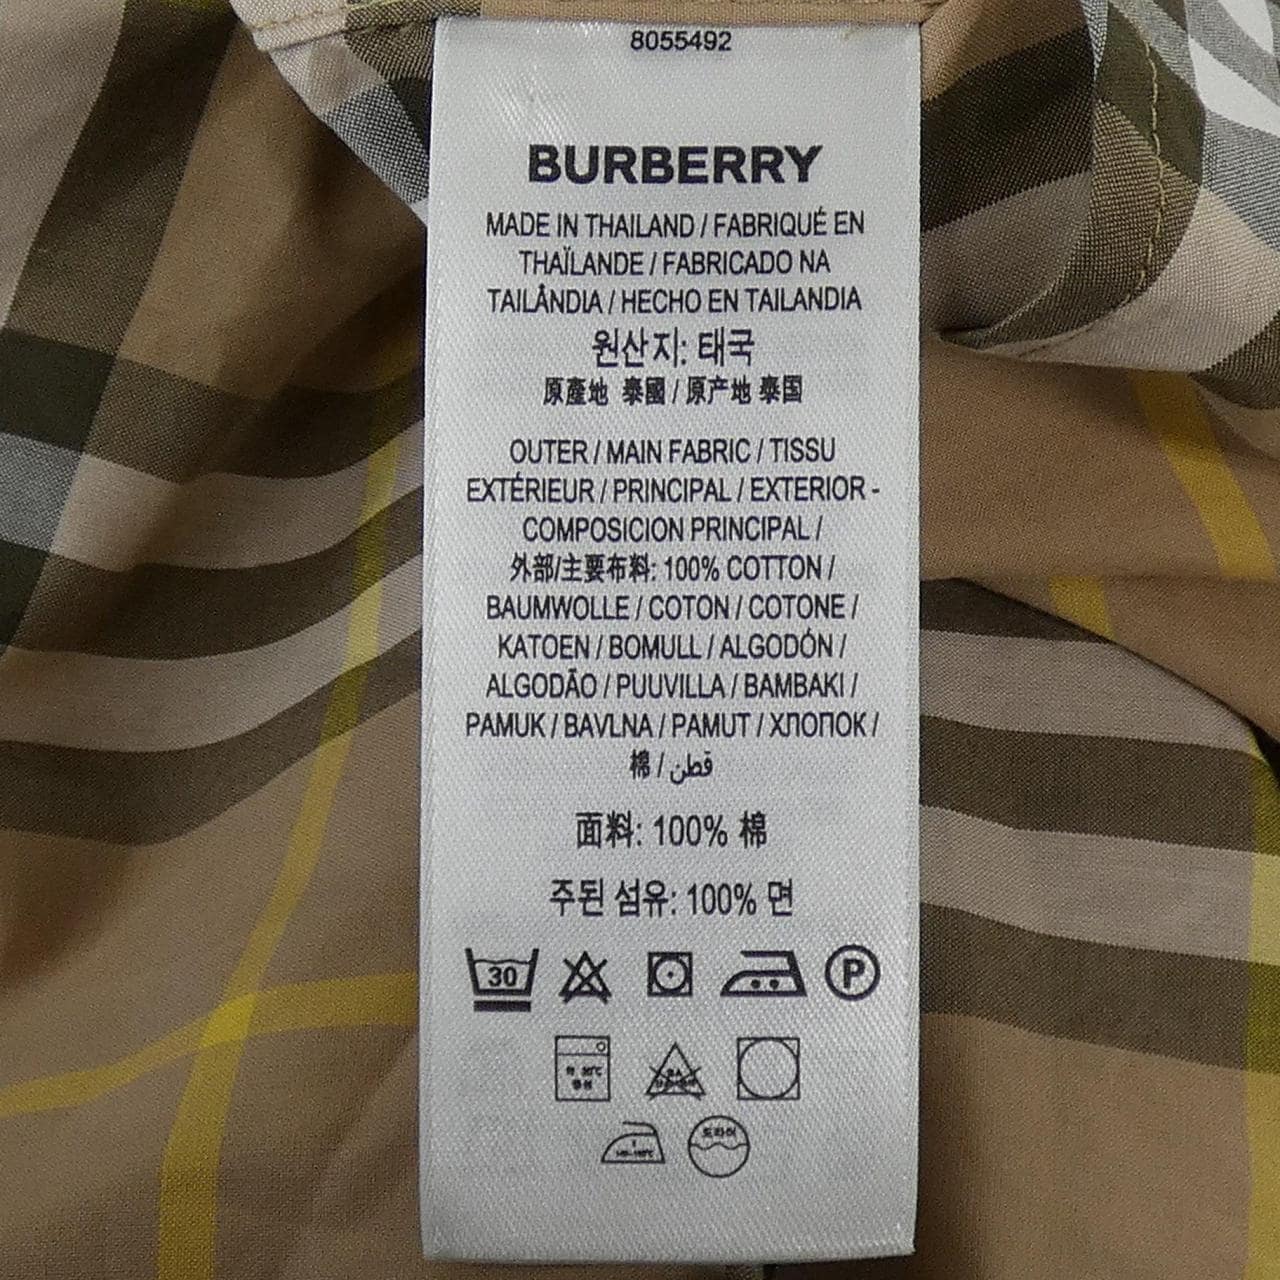 8055492
BURBERRY
MADE IN THAILAND / FABRIQUÉ EN
THAÏLANDE / FABRICADO NA
TAILÂNDIA / HECHO EN TAILANDIA
원산지: 태국
原產地 泰國 / 原产地 泰国
OUTER / MAIN FABRIC / TISSU
EXTÉRIEUR / PRINCIPAL / EXTERIOR -
COMPOSICION PRINCIPAL /
外部/主要布料: 100% COTTON /
BAUMWOLLE / COTON / COTONE /
KATOEN / BOMULL / ALGODÓN /
ALGODÃO / PUUVILLA / BAMBAKI /
PAMUK / BAVLNA / PAMUT / ХЛОПОК /
棉 / قطن
面料: 100% 棉
주된 섬유: 100% 면
30 P
드라이